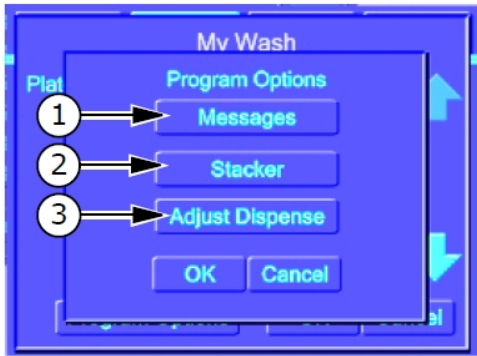 My Wash
Plat
Program Options
1
Messages
2
Stacker
3
Adjust Dispense
OK Cancel